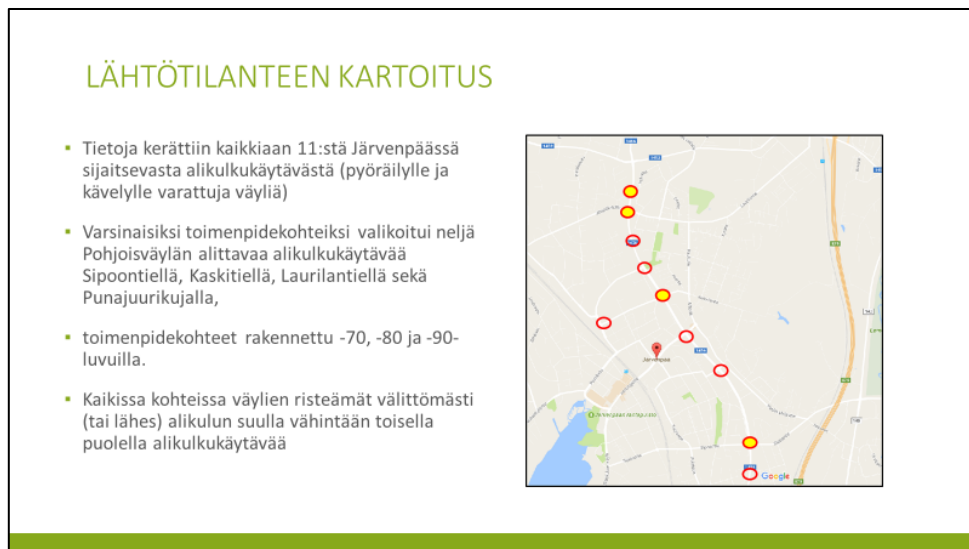 LÄHTÖTILANTEEN KARTOITUS
▪ Tietoja kerättiin kaikkiaan 11:stä Järvenpäässä
sijaitsevasta alikulkukäytävästä (pyöräilylle ja
kävelylle varattuja väyliä)
▪ Varsinaisiksi toimenpidekohteiksi valikoitui neljä
Pohjoisväylän alittavaa alikulkukäytävää
Sipoontiellä, Kaskitiellä, Laurilantiellä sekä
Punajuurikujalla,
▪ toimenpidekohteet rakennettu -70, -80 ja -90-
luvuilla.
▪ Kaikissa kohteissa väylien risteämät välittömästi
(tai lähes) alikulun suulla vähintään toisella
puolella alikulkukäytävää
Järvenpää
Google